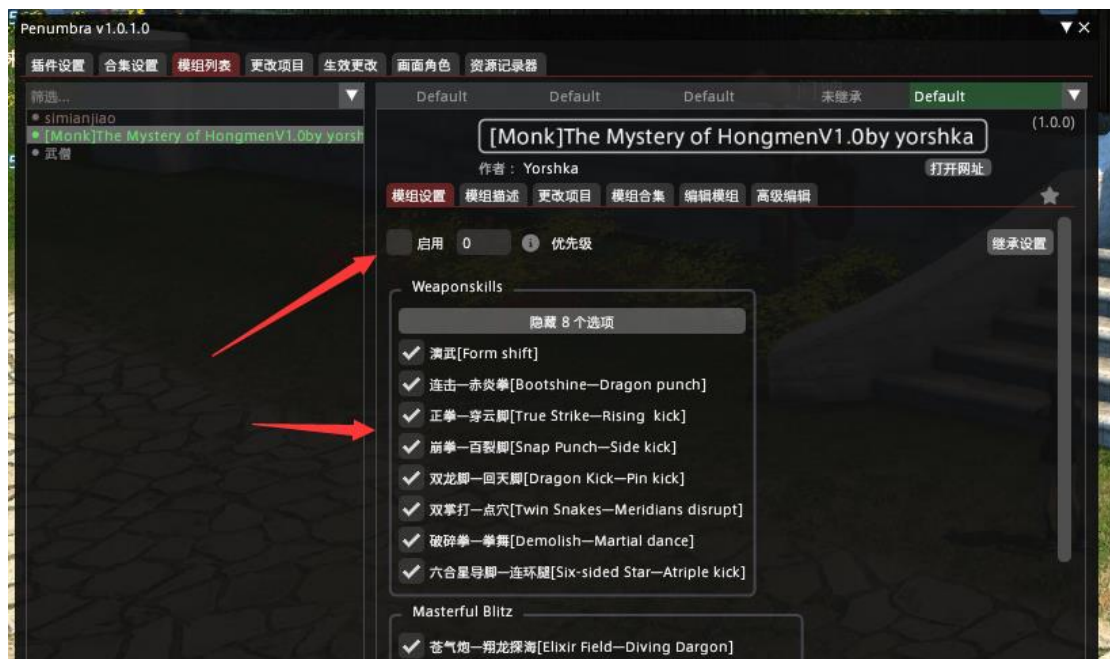 Penumbra v1.0.1.0
插件设置 合集设置 模组列表 更改项目 生效更改 画面角色 资源记录器
筛选... Default Default Default 未继承 Default
simianjiao
[Monk]The Mystery of HongmenV1.0by yorsh
武僧
[Monk]The Mystery of HongmenV1.0by yorshka (1.0.0)
作者： Yorshka 打开网址
模组设置 模组描述 更改项目 模组合集 编辑模组 高级编辑
启用 0 优先级 继承设置
Weaponskills
隐藏 8 个选项
演武[Form shift]
连击—赤炎拳[Bootshine—Dragon punch]
正拳—穿云脚[True Strike—Rising kick]
崩拳—百裂脚[Snap Punch—Side kick]
双龙脚—回天脚[Dragon Kick—Pin kick]
双掌打—点穴[Twin Snakes—Meridians disrupt]
破碎拳—拳舞[Demolish—Martial dance]
六合星导脚—连环腿[Six-sided Star—Atriple kick]
Masterful Blitz
苍气炮—翔龙探海[Elixir Field—Diving Dargon]